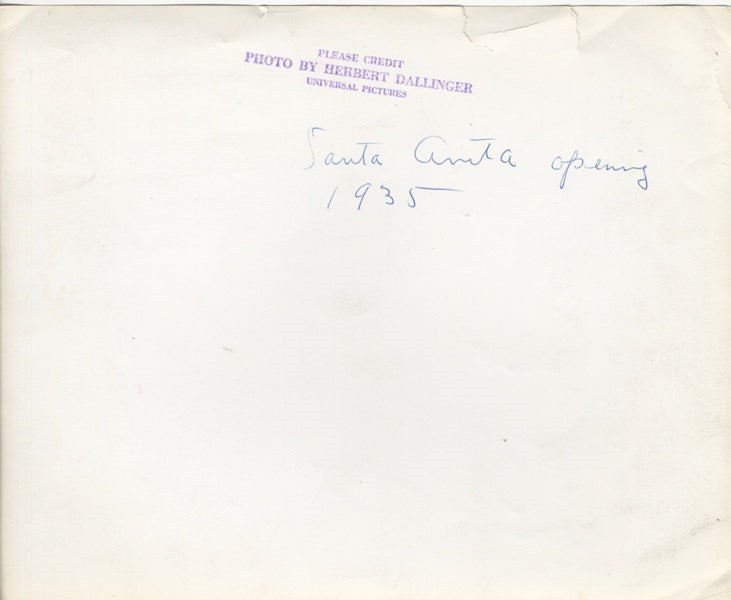 PLEASE CREDIT
PHOTO BY HERBERT DALLINGER
UNIVERSAL PICTURES
Santa Anita opening
1935